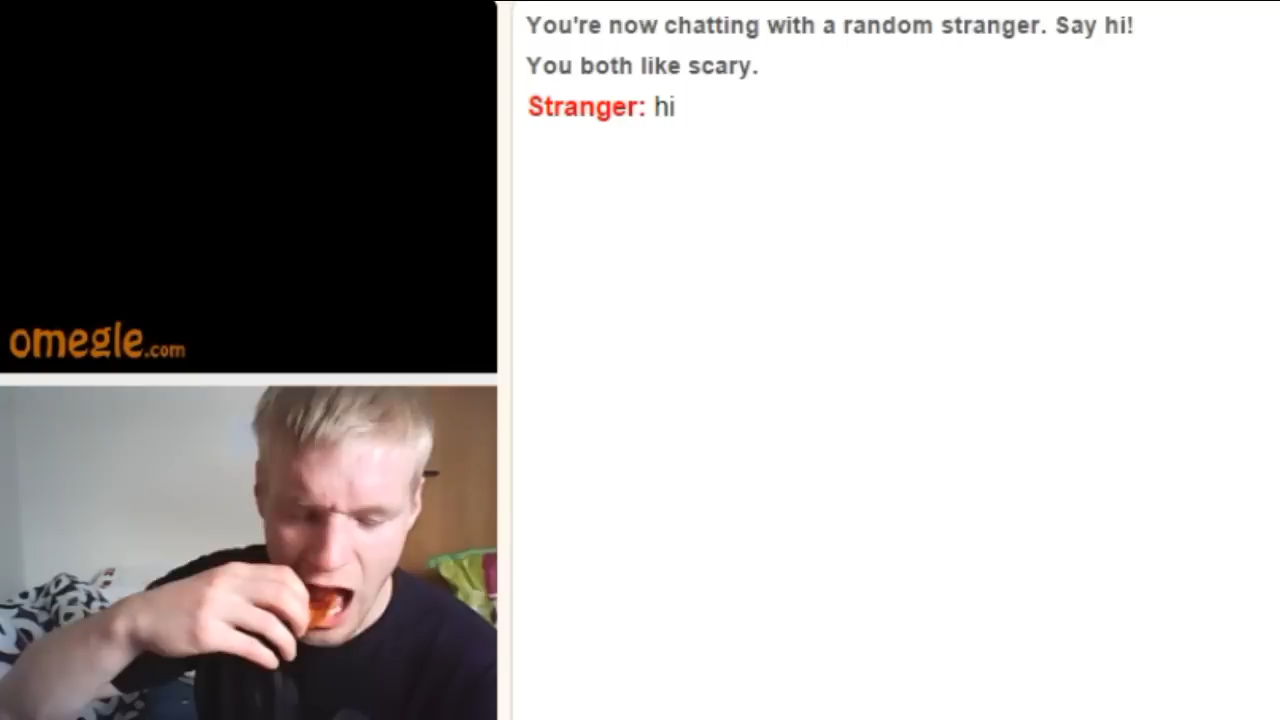 You're now chatting with a random stranger. Say hi!
You both like scary.
Stranger: hi
omegle.com